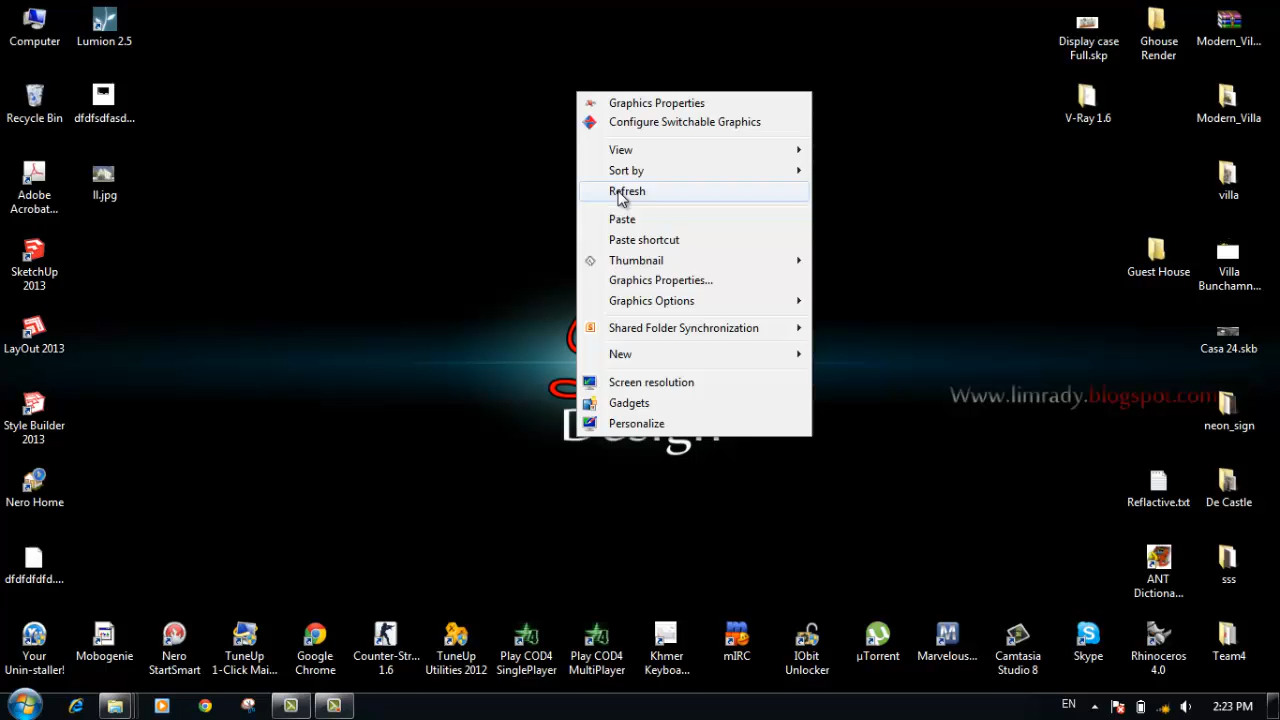 Computer
Lumion 2.5
Display case
Full.skp
Ghouse
Render
Modern_Vil...
Recycle Bin
dfdfsdfasd...
V-Ray 1.6
Modern_Villa
Adobe
Acrobat...
ll.jpg
villa
SketchUp
2013
Guest House
Villa
Bunchamn...
LayOut 2013
Casa 24.skb
Style Builder
2013
neon_sign
Nero Home
Reflactive.txt
De Castle
dfdfdfdfd....
ANT
Dictiona...
sss
Graphics Properties
Configure Switchable Graphics
View
Sort by
Refresh
Paste
Paste shortcut
Thumbnail
Graphics Properties...
Graphics Options
Shared Folder Synchronization
New
Screen resolution
Gadgets
Personalize
Design
Www.limrady.blogspot.com
Your
Unin-staller!
Mobogenie
Nero
StartSmart
TuneUp
1-Click Mai...
Google
Chrome
Counter-Str...
1.6
TuneUp
Utilities 2012
Play COD4
SinglePlayer
Play COD4
MultiPlayer
Khmer
Keyboa...
mIRC
IObit
Unlocker
µTorrent
Marvelous...
Camtasia
Studio 8
Skype
Rhinoceros
4.0
Team4
EN
2:23 PM